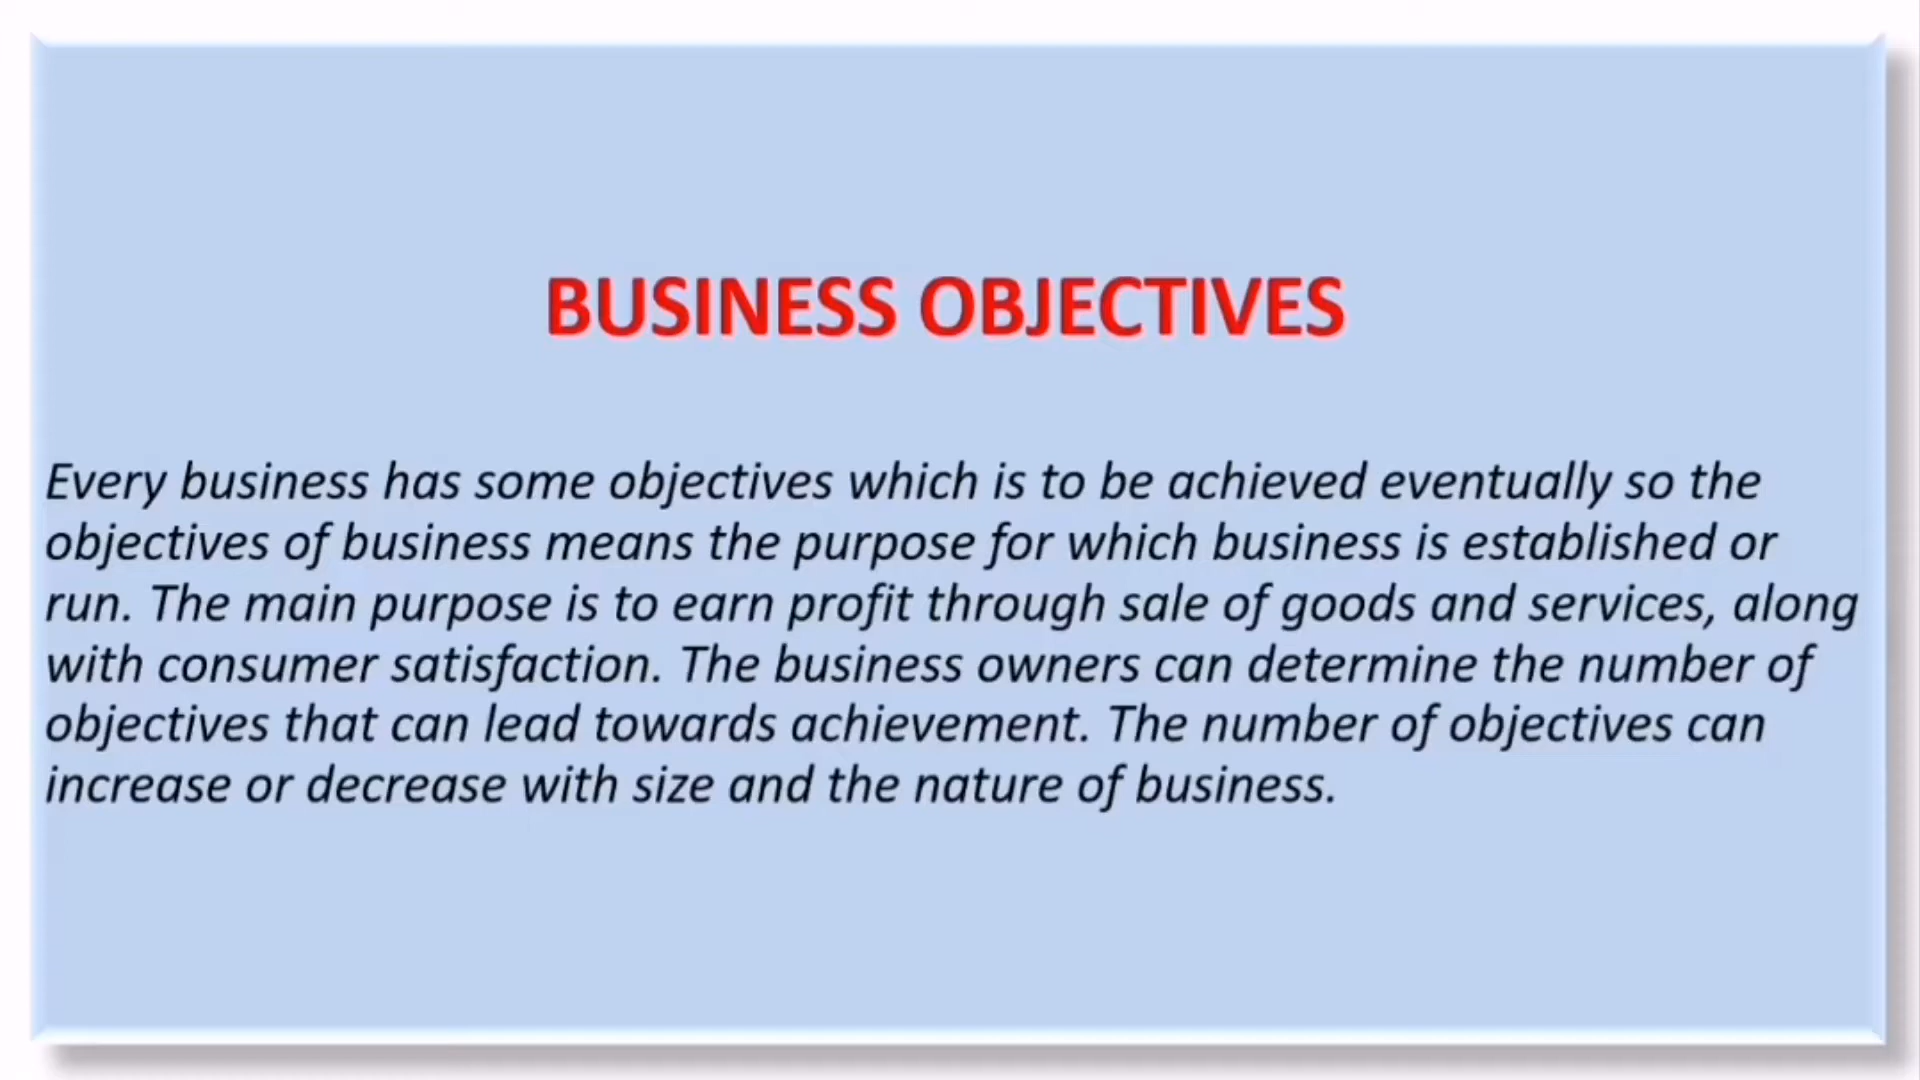 BUSINESS OBJECTIVES
Every business has some objectives which is to be achieved eventually so the
objectives of business means the purpose for which business is established or
run. The main purpose is to earn profit through sale of goods and services, along
with consumer satisfaction. The business owners can determine the number of
objectives that can lead towards achievement. The number of objectives can
increase or decrease with size and the nature of business.